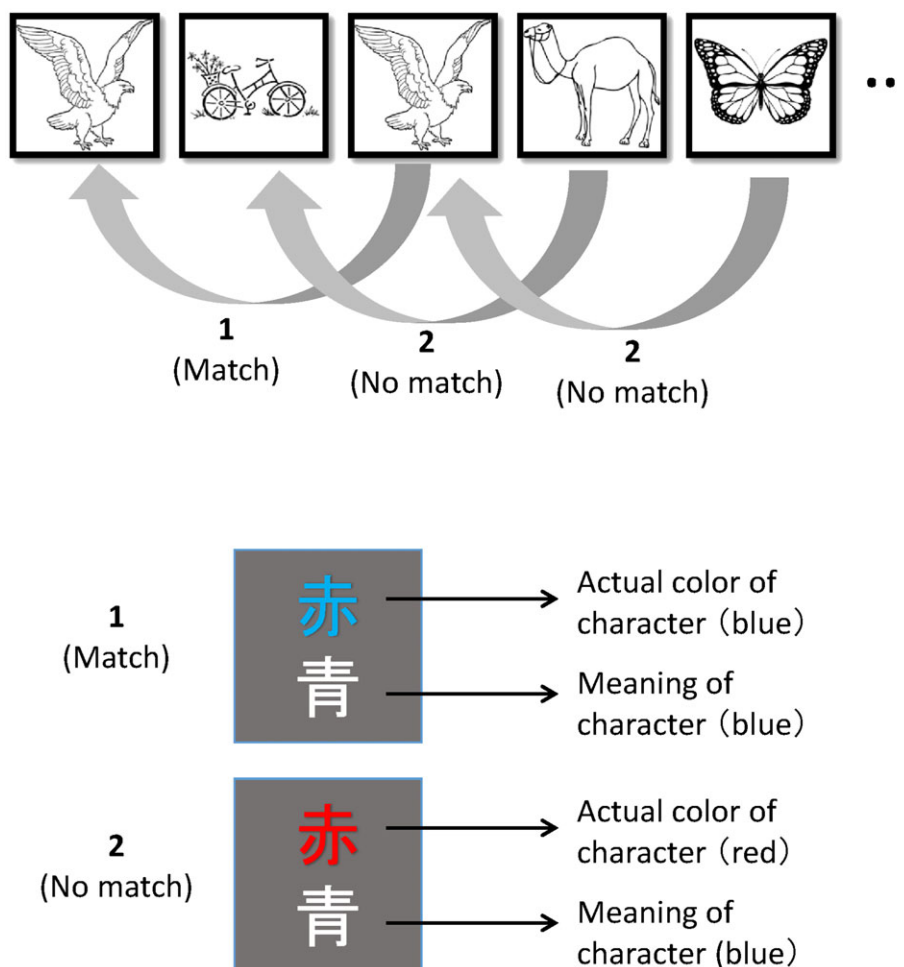 1
(Match)
2
(No match)
2
(No match)
1
(Match)
赤
青
Actual color of
character（blue）
Meaning of
character（blue）
2
(No match)
赤
青
Actual color of
character（red）
Meaning of
character (blue）